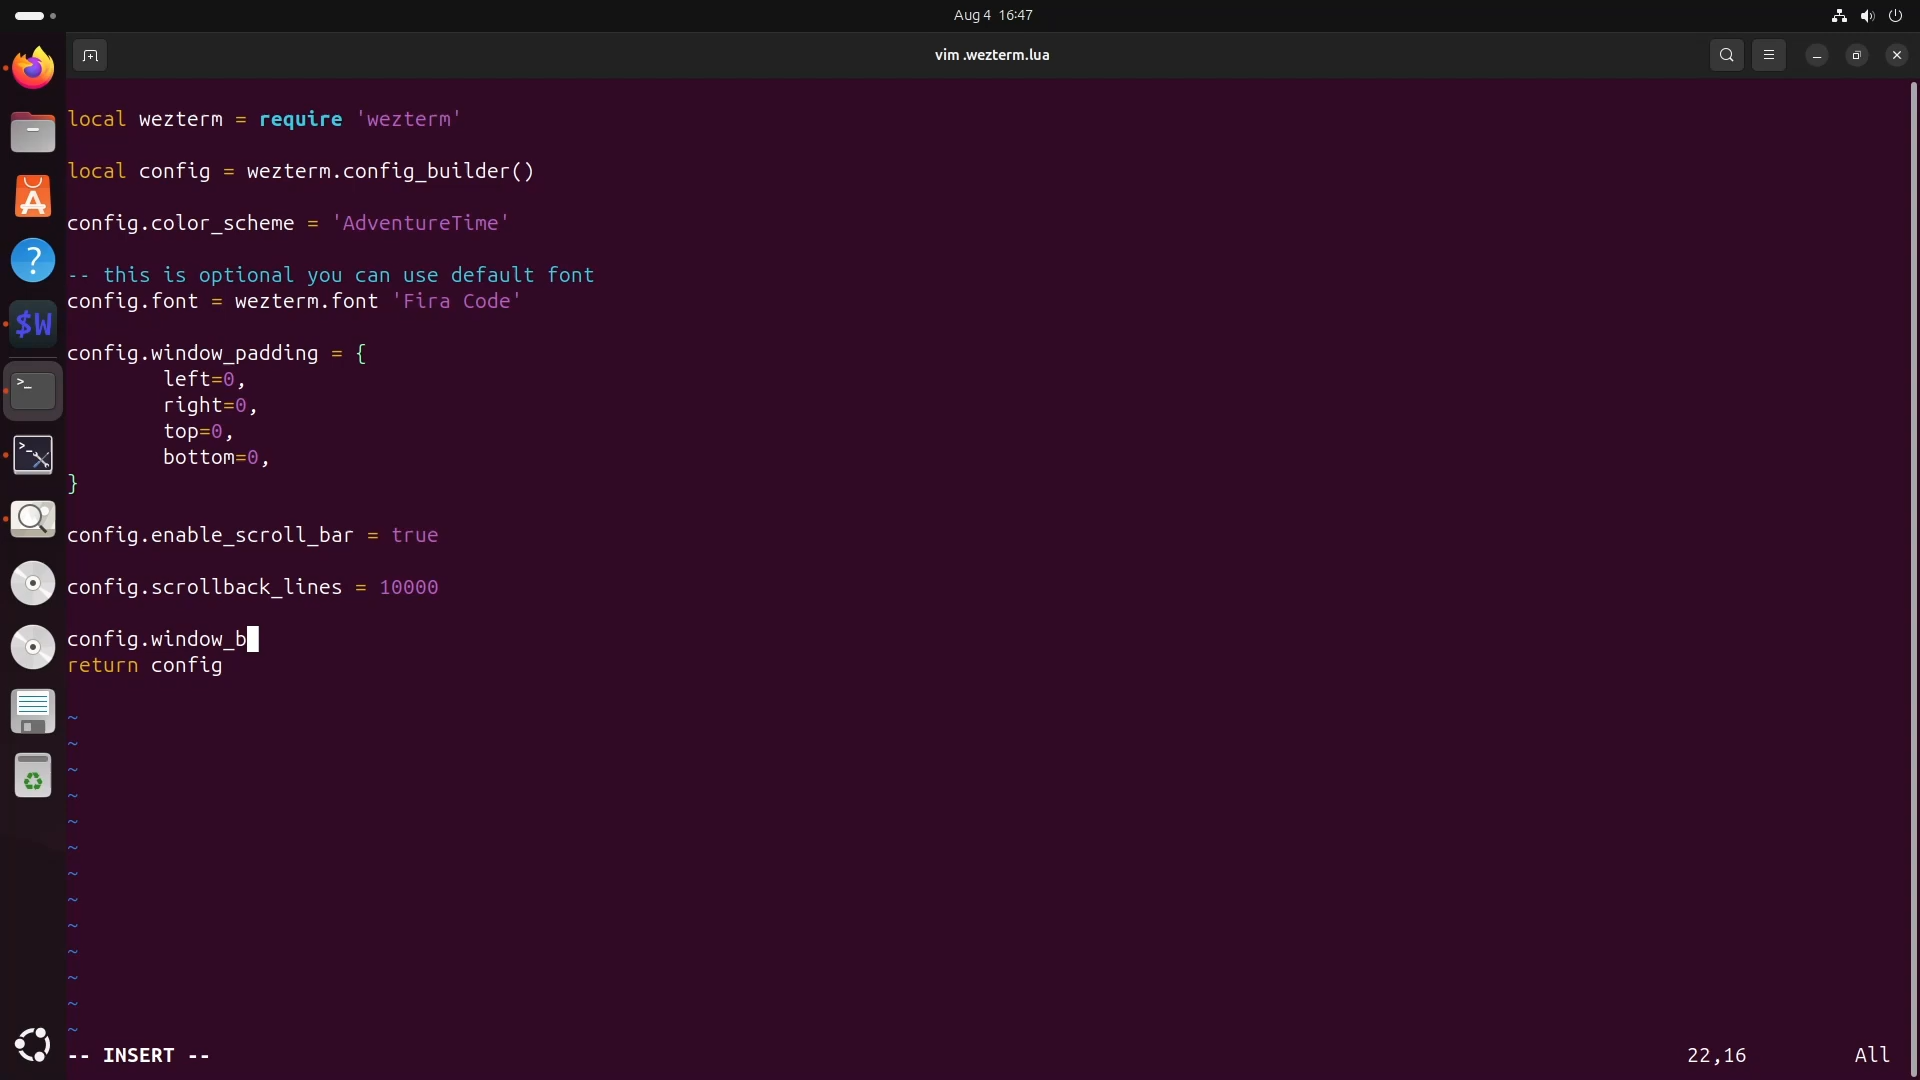 Aug 4 16:47
vim .wezterm.lua
local wezterm = require 'wezterm'
local config = wezterm.config_builder()
config.color_scheme = 'AdventureTime'
-- this is optional you can use default font
config.font = wezterm.font 'Fira Code'
config.window_padding = {
left=0,
right=0,
top=0,
bottom=0,
}
config.enable_scroll_bar = true
config.scrollback_lines = 10000
config.window_b
return config
~
~
~
~
~
~
~
~
~
~
~
~
~
-- INSERT --
22,16
All
$W
>_
>_
A
?